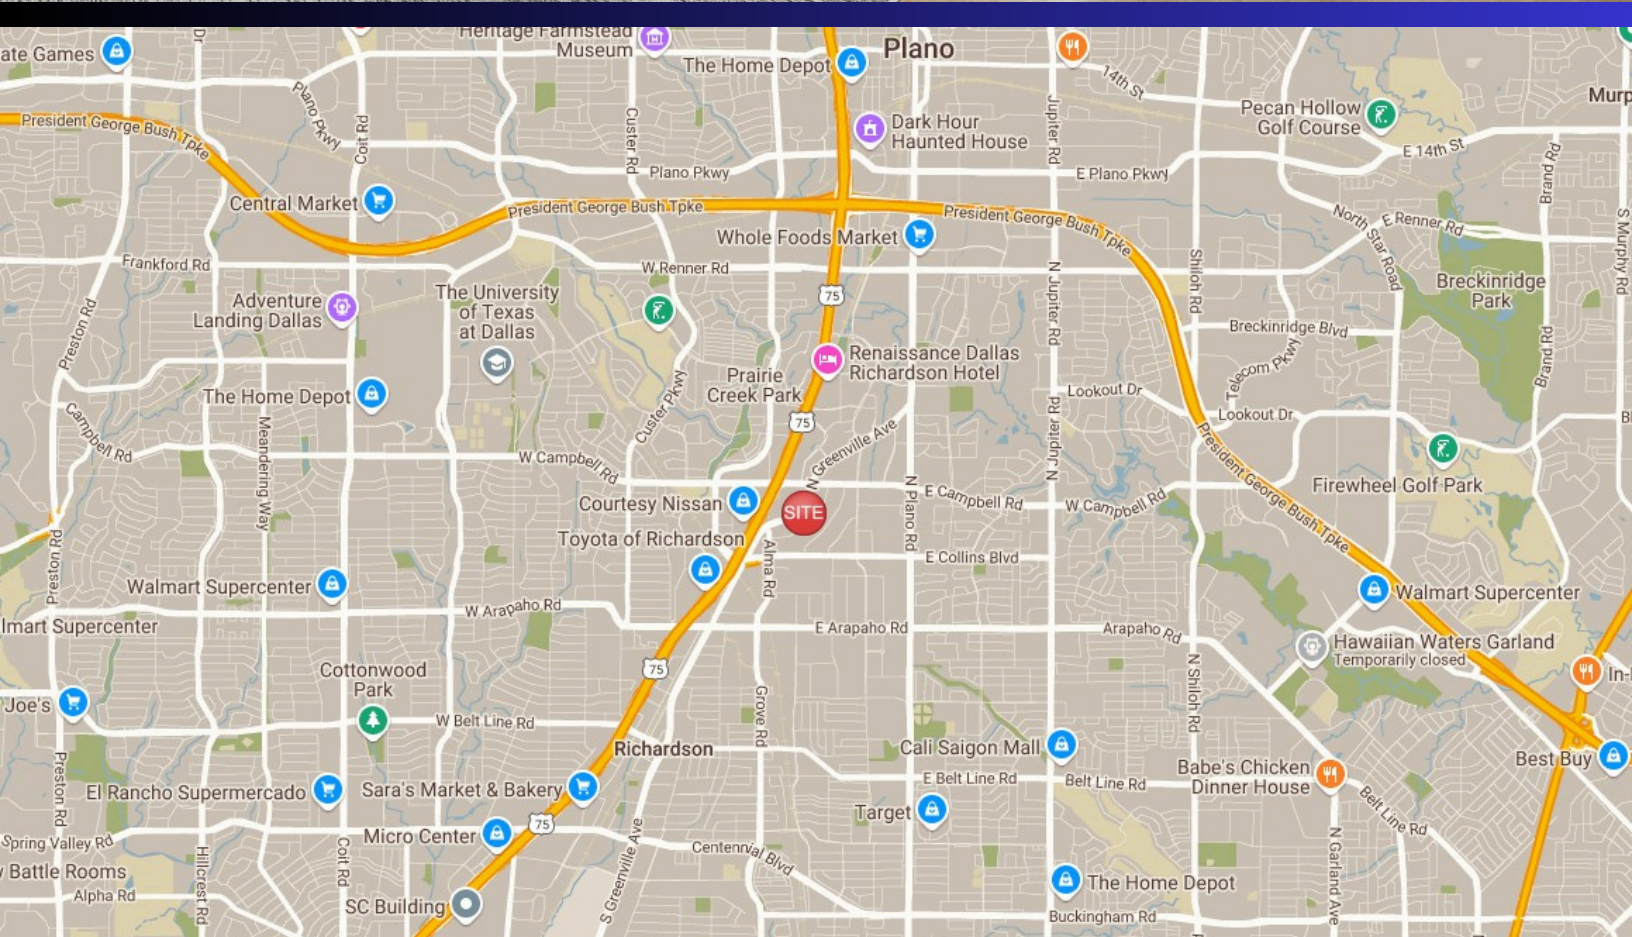 Heritage Farmstead
Museum
ate Games
The Home Depot
Plano
14th St
Pecan Hollow
Golf Course
Murp
Plano Pkwy
Coit Rd
Custer Rd
Dark Hour
Haunted House
Jupiter Rd
E 14th St
Brand Rd
President George Bush Tpke
Plano Pkwy
E Plano Pkwy
Central Market
President George Bush Tpke
President George Bush Tpke
North Star Road
E Renner Rd
S Murphy Rd
Whole Foods Market
Frankford Rd
W Renner Rd
N Jupiter Rd
Shiloh Rd
Breckinridge
Park
Adventure
Landing Dallas
The University
of Texas
at Dallas
75
Preston Rd
Breckinridge Blvd
Brand Rd
Renaissance Dallas
Richardson Hotel
Prairie
Creek Park
Telecom Pkwy
The Home Depot
Custer Pkwy
Lookout Dr
Lookout Dr
75
N Greenville Ave
N Jupiter Rd
Campbell Rd
Meandering Way
W Campbell Rd
President George Bush Tpke
Firewheel Golf Park
Courtesy Nissan
SITE
N Plano Rd
E Campbell Rd
W Campbell Rd
Toyota of Richardson
Alma Rd
E Collins Blvd
Preston Rd
Walmart Supercenter
Walmart Supercenter
W Arapaho Rd
lmart Supercenter
E Arapaho Rd
Arapaho Rd
Hawaiian Waters Garland
Temporarily closed
75
Cottonwood
Park
N Shiloh Rd
In-
Joe's
W Belt Line Rd
Grove Rd
Richardson
Cali Saigon Mall
Best Buy
Preston Rd
El Rancho Supermercado
Sara's Market & Bakery
E Belt Line Rd
Belt Line Rd
Babe's Chicken
Dinner House
Target
Belt Line Rd
75
Micro Center
Spring Valley Rd
Hillcrest Rd
Coit Rd
S Greenville Ave
Centennial Blvd
N Garland Ave
Battle Rooms
Alpha Rd
The Home Depot
SC Building
Buckingham Rd